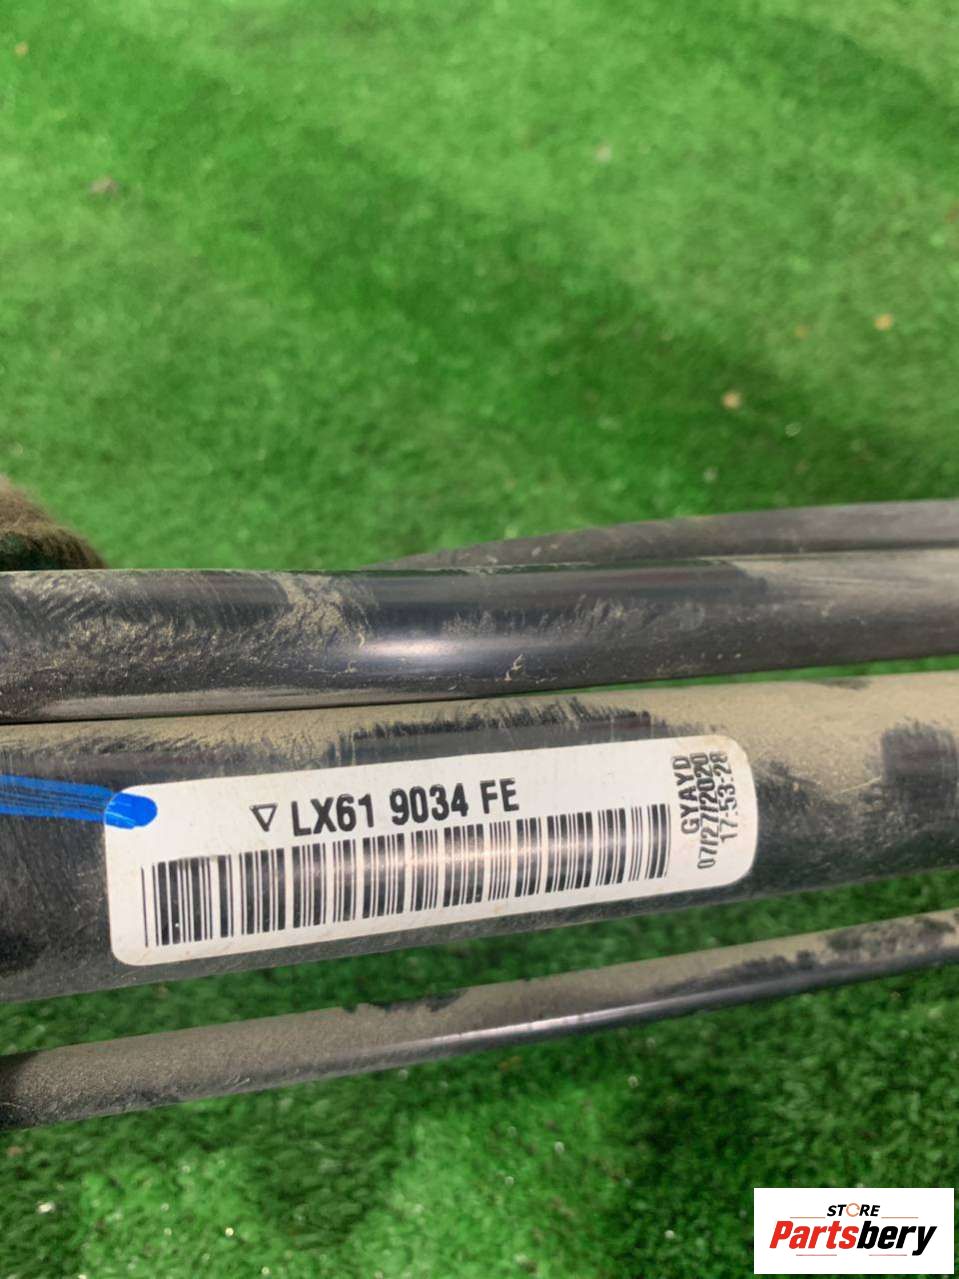 ▽ LX61 9034 FE
GYAYD
07/27/2020
17:53:28
STORE
Partsbery